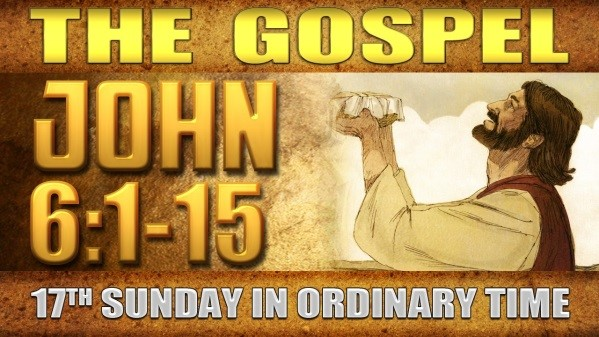 THE GOSPEL
JOHN
6:1-15
17TH SUNDAY IN ORDINARY TIME